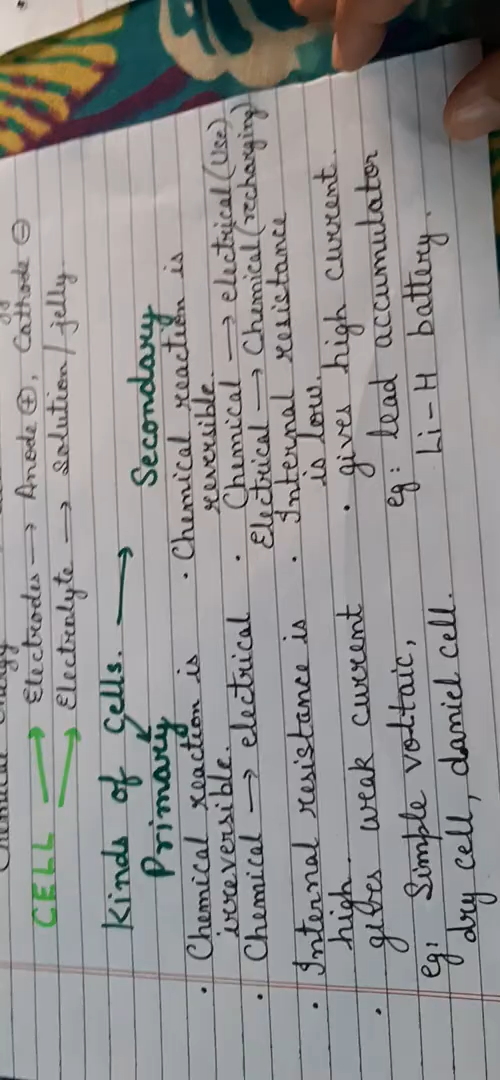 Chemical energy
CELL → Electrodes → Anode ⊕, Cathode ⊖
→ Electrolyte → Solution / jelly.
Kinds of Cells. →
Primary
• Chemical reaction is
irreversible.
• Chemical → electrical
• Internal resistance is
high.
• gives weak current
eg: Simple voltaic,
dry cell, daniel cell.
Secondary
• Chemical reaction is
reversible.
• Chemical → electrical (Use)
Electrical → Chemical (recharging)
• Internal resistance
is low.
• gives high current.
eg: lead accumulator
Li-H battery.